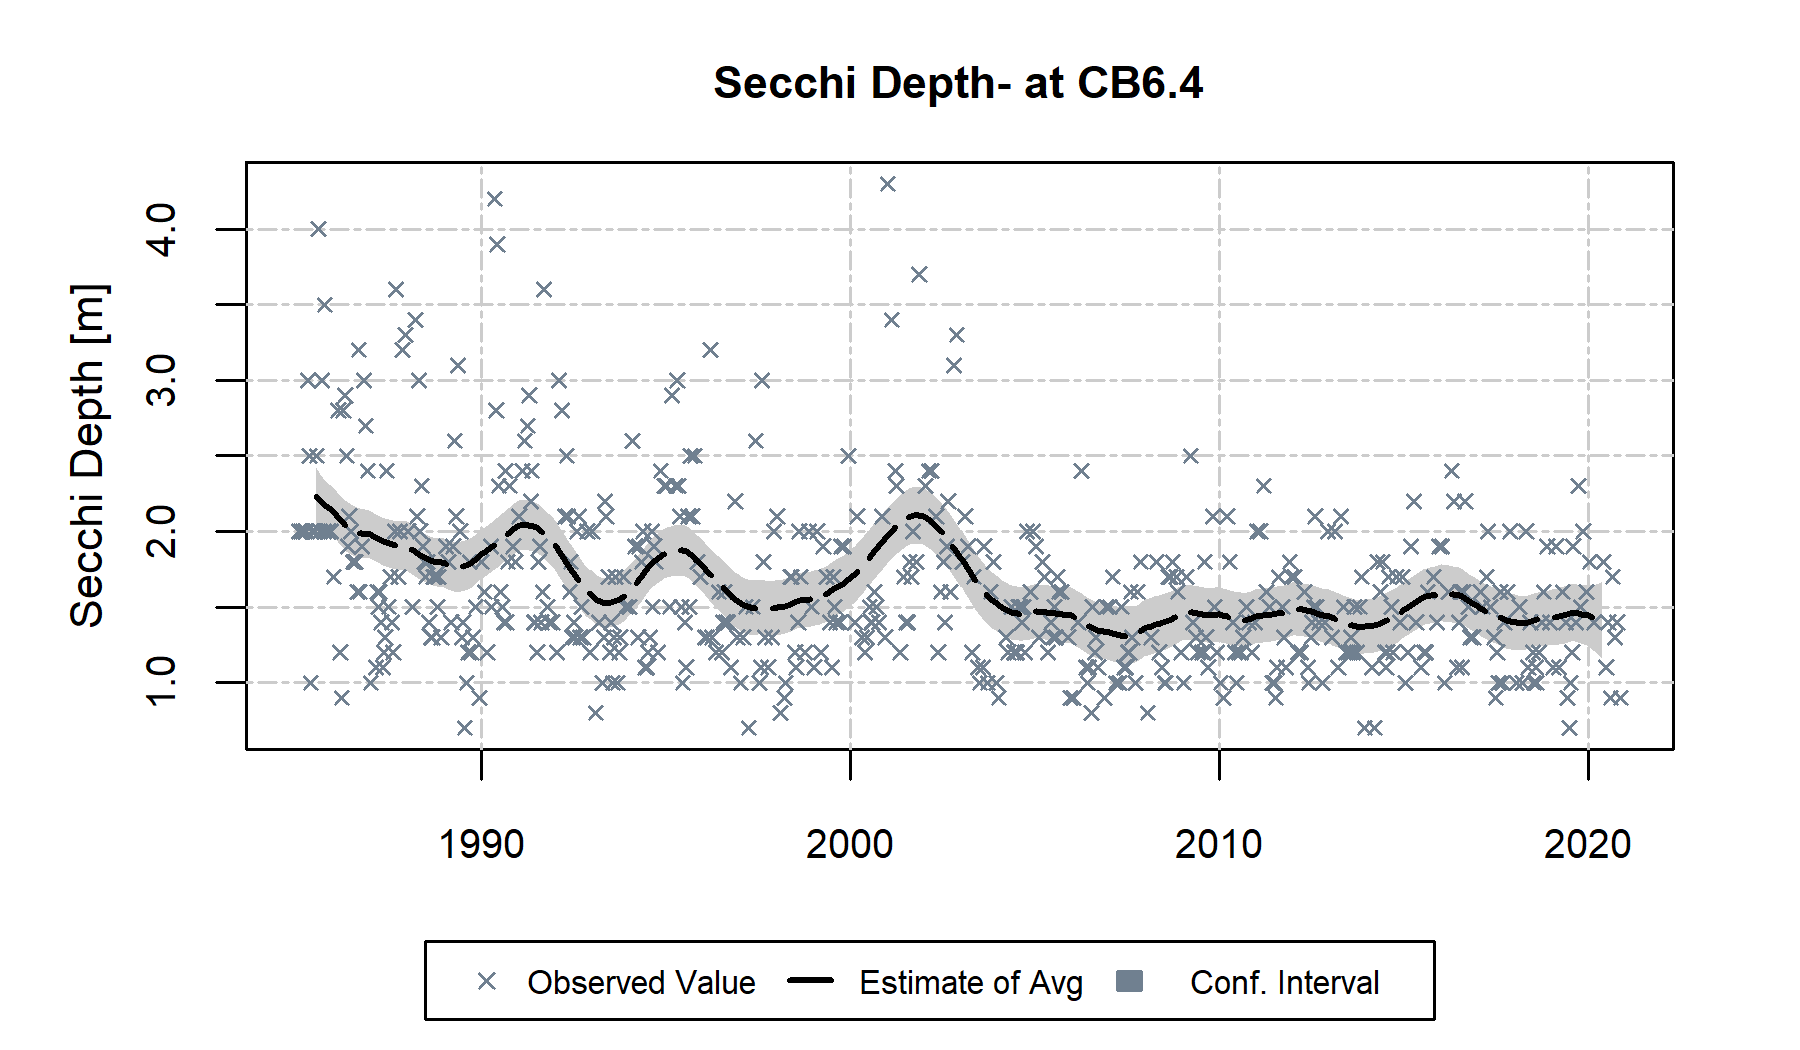 Secchi Depth- at CB6.4
Secchi Depth [m]
4.0
3.0
2.0
1.0
1990 2000 2010 2020
Observed Value Estimate of Avg Conf. Interval